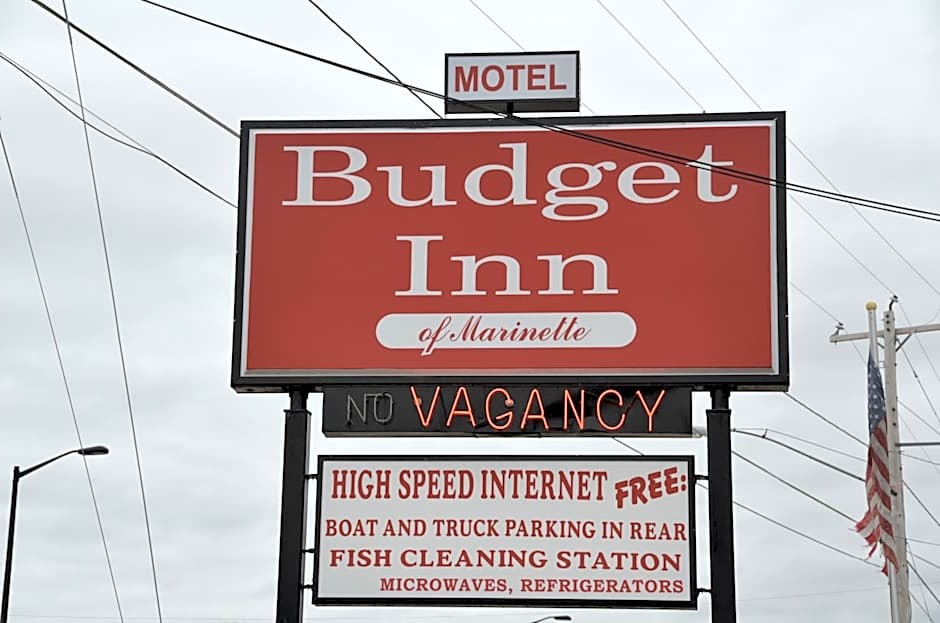 MOTEL
Budget
Inn
of Marinette
NO VACANCY
HIGH SPEED INTERNET FREE:
BOAT AND TRUCK PARKING IN REAR
FISH CLEANING STATION
MICROWAVES, REFRIGERATORS